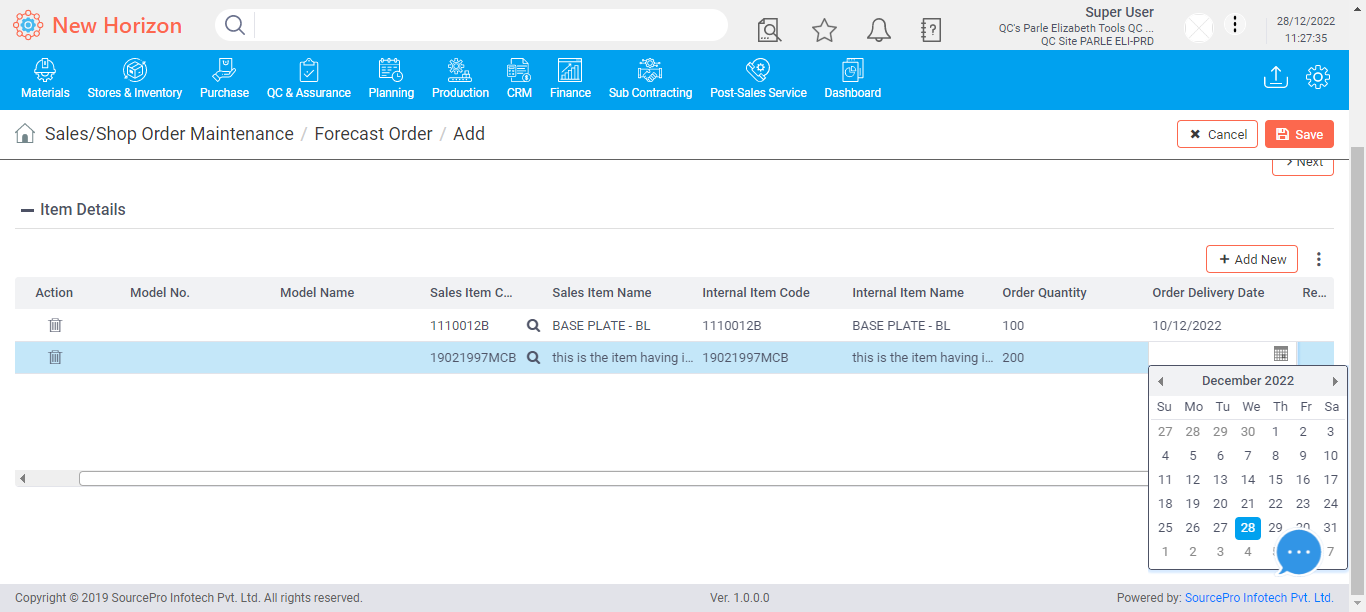 New Horizon
Super User
QC's Parle Elizabeth Tools QC ...
QC Site PARLE ELI-PRD
28/12/2022
11:27:35
Materials Stores & Inventory Purchase QC & Assurance Planning Production CRM Finance Sub Contracting Post-Sales Service Dashboard
Sales/Shop Order Maintenance / Forecast Order / Add
Cancel Save
Next
Item Details
+ Add New
Action Model No. Model Name Sales Item C... Sales Item Name Internal Item Code Internal Item Name Order Quantity Order Delivery Date Re...
1110012B BASE PLATE - BL 1110012B BASE PLATE - BL 100 10/12/2022
19021997MCB this is the item having i... 19021997MCB this is the item having i... 200
December 2022
Su Mo Tu We Th Fr Sa
27 28 29 30 1 2 3
4 5 6 7 8 9 10
11 12 13 14 15 16 17
18 19 20 21 22 23 24
25 26 27 28 29 30 31
1 2 3 4 7
Copyright © 2019 SourcePro Infotech Pvt. Ltd. All rights reserved. Ver. 1.0.0.0 Powered by: SourcePro Infotech Pvt. Ltd.